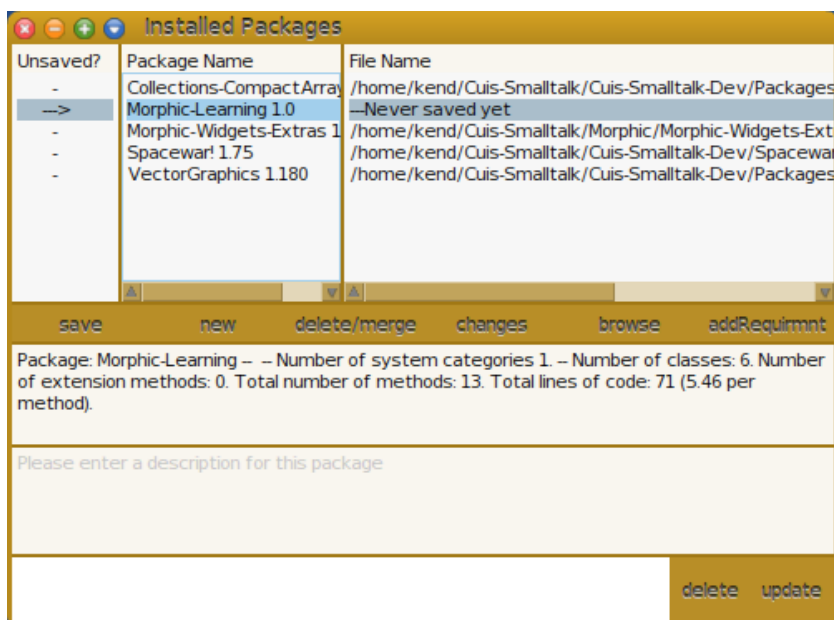 Installed Packages
Unsaved? Package Name File Name
- Collections-CompactArray /home/kend/Cuis-Smalltalk/Cuis-Smalltalk-Dev/Packages
---> Morphic-Learning 1.0 ---Never saved yet
- Morphic-Widgets-Extras 1 /home/kend/Cuis-Smalltalk/Morphic/Morphic-Widgets-Ext
- Spacewar! 1.75 /home/kend/Cuis-Smalltalk/Cuis-Smalltalk-Dev/Spacewar
- VectorGraphics 1.180 /home/kend/Cuis-Smalltalk/Cuis-Smalltalk-Dev/Packages
save new delete/merge changes browse addRequirmnt
Package: Morphic-Learning -- -- Number of system categories 1. -- Number of classes: 6. Number
of extension methods: 0. Total number of methods: 13. Total lines of code: 71 (5.46 per
method).
Please enter a description for this package
delete update